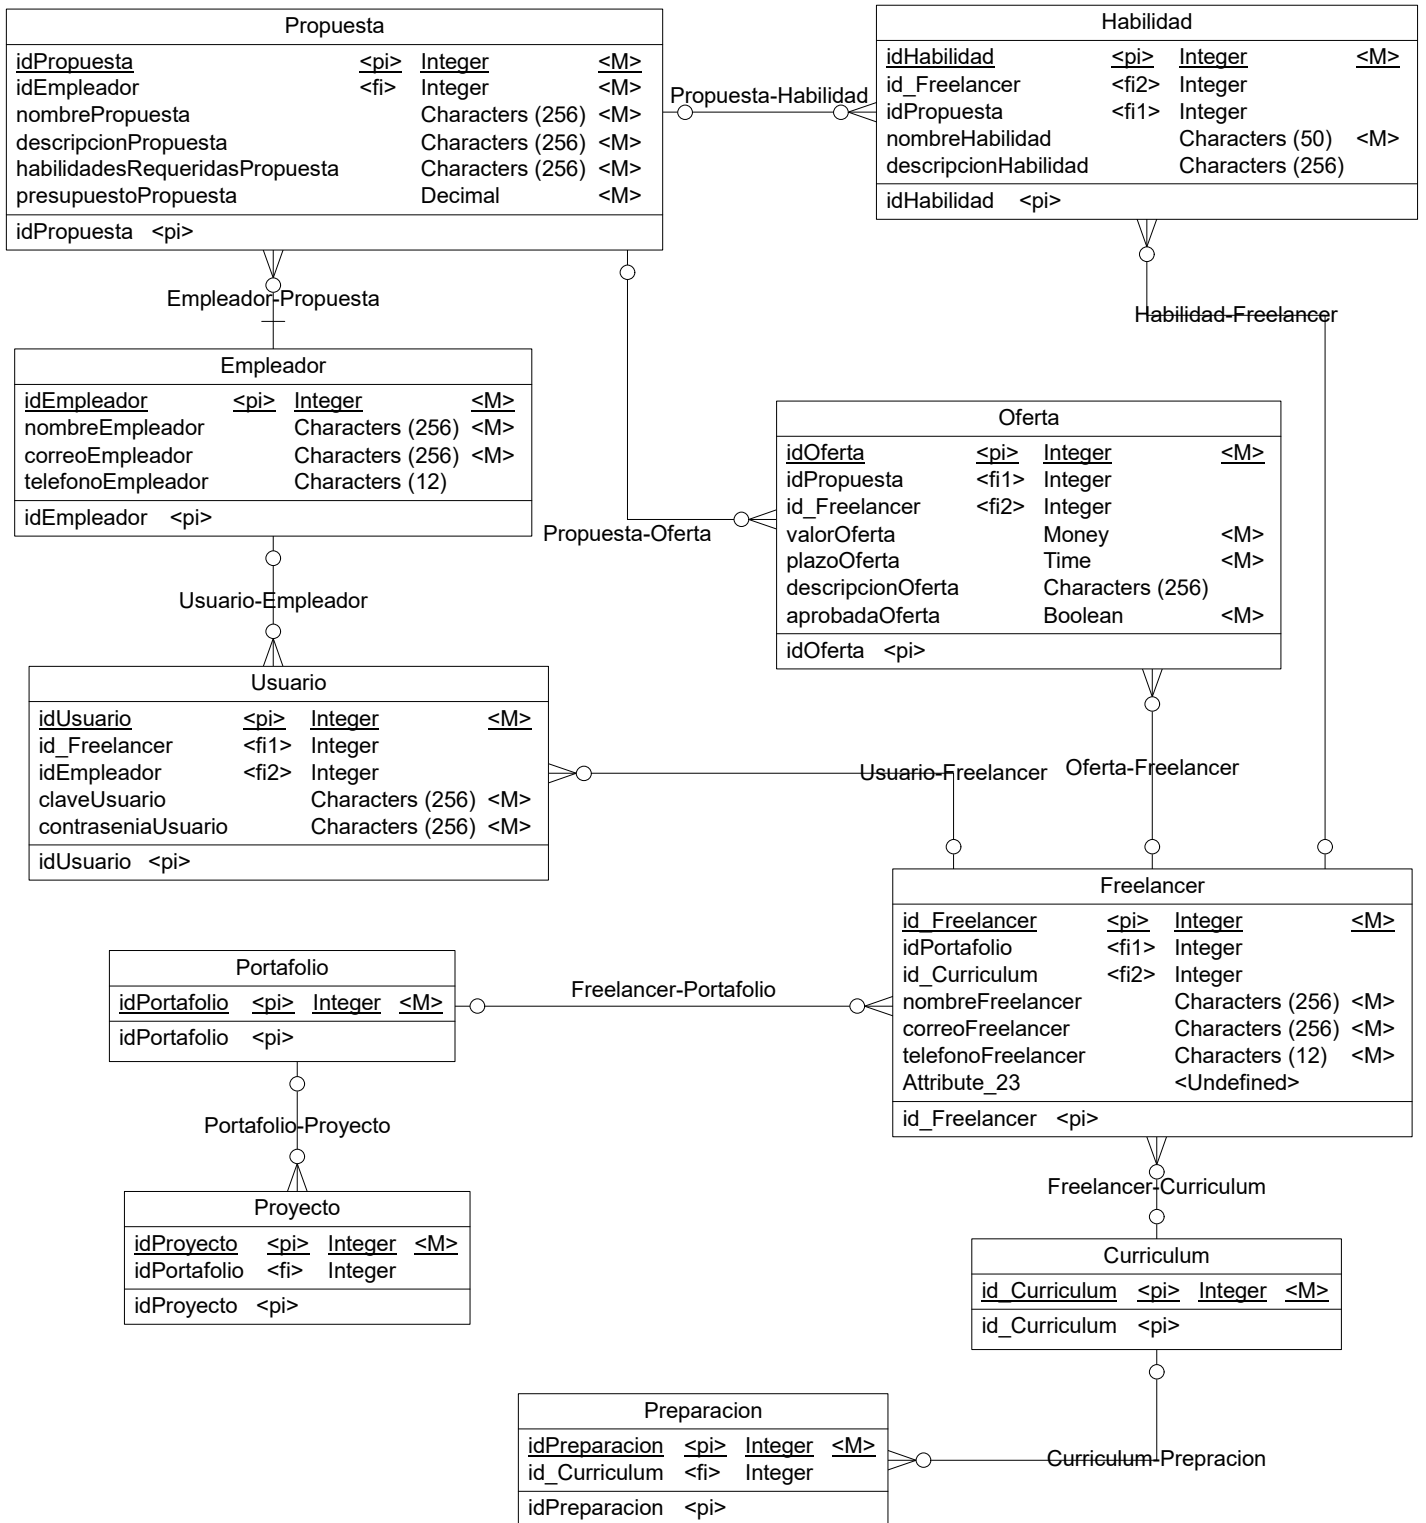 Propuesta
idPropuesta <pi> Integer <M>
idEmpleador <fi> Integer <M>
nombrePropuesta Characters (256) <M>
descripcionPropuesta Characters (256) <M>
habilidadesRequeridasPropuesta Characters (256) <M>
presupuestoPropuesta Decimal <M>
idPropuesta <pi>
Propuesta-Habilidad
Habilidad
idHabilidad <pi> Integer <M>
id_Freelancer <fi2> Integer
idPropuesta <fi1> Integer
nombreHabilidad Characters (50) <M>
descripcionHabilidad Characters (256)
idHabilidad <pi>
Empleador-Propuesta
Habilidad-Freelancer
Empleador
idEmpleador <pi> Integer <M>
nombreEmpleador Characters (256) <M>
correoEmpleador Characters (256) <M>
telefonoEmpleador Characters (12)
idEmpleador <pi>
Propuesta-Oferta
Oferta
idOferta <pi> Integer <M>
idPropuesta <fi1> Integer
id_Freelancer <fi2> Integer
valorOferta Money <M>
plazoOferta Time <M>
descripcionOferta Characters (256)
aprobadaOferta Boolean <M>
idOferta <pi>
Usuario-Empleador
Usuario
idUsuario <pi> Integer <M>
id_Freelancer <fi1> Integer
idEmpleador <fi2> Integer
claveUsuario Characters (256) <M>
contraseniaUsuario Characters (256) <M>
idUsuario <pi>
Usuario-Freelancer
Oferta-Freelancer
Freelancer
id_Freelancer <pi> Integer <M>
idPortafolio <fi1> Integer
id_Curriculum <fi2> Integer
nombreFreelancer Characters (256) <M>
correoFreelancer Characters (256) <M>
telefonoFreelancer Characters (12) <M>
Attribute_23 <Undefined>
id_Freelancer <pi>
Portafolio
idPortafolio <pi> Integer <M>
idPortafolio <pi>
Freelancer-Portafolio
Portafolio-Proyecto
Proyecto
idProyecto <pi> Integer <M>
idPortafolio <fi> Integer
idProyecto <pi>
Freelancer-Curriculum
Curriculum
id_Curriculum <pi> Integer <M>
id_Curriculum <pi>
Curriculum-Prepracion
Preparacion
idPreparacion <pi> Integer <M>
id_Curriculum <fi> Integer
idPreparacion <pi>